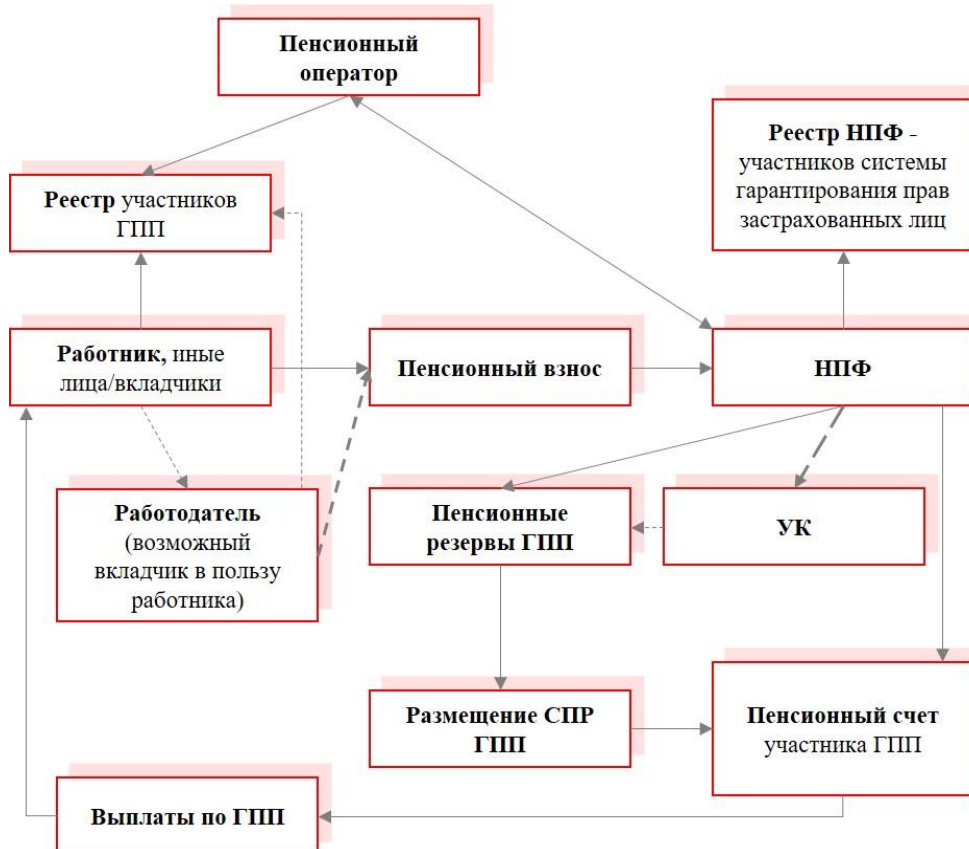 Пенсионный
оператор
Реестр НПФ -
участников системы
гарантирования прав
застрахованных лиц
Реестр участников
ГПП
Работник, иные
лица/вкладчики
Пенсионный взнос
НПФ
Работодатель
(возможный
вкладчик в пользу
работника)
Пенсионные
резервы ГПП
УК
Размещение СПР
ГПП
Пенсионный счет
участника ГПП
Выплаты по ГПП